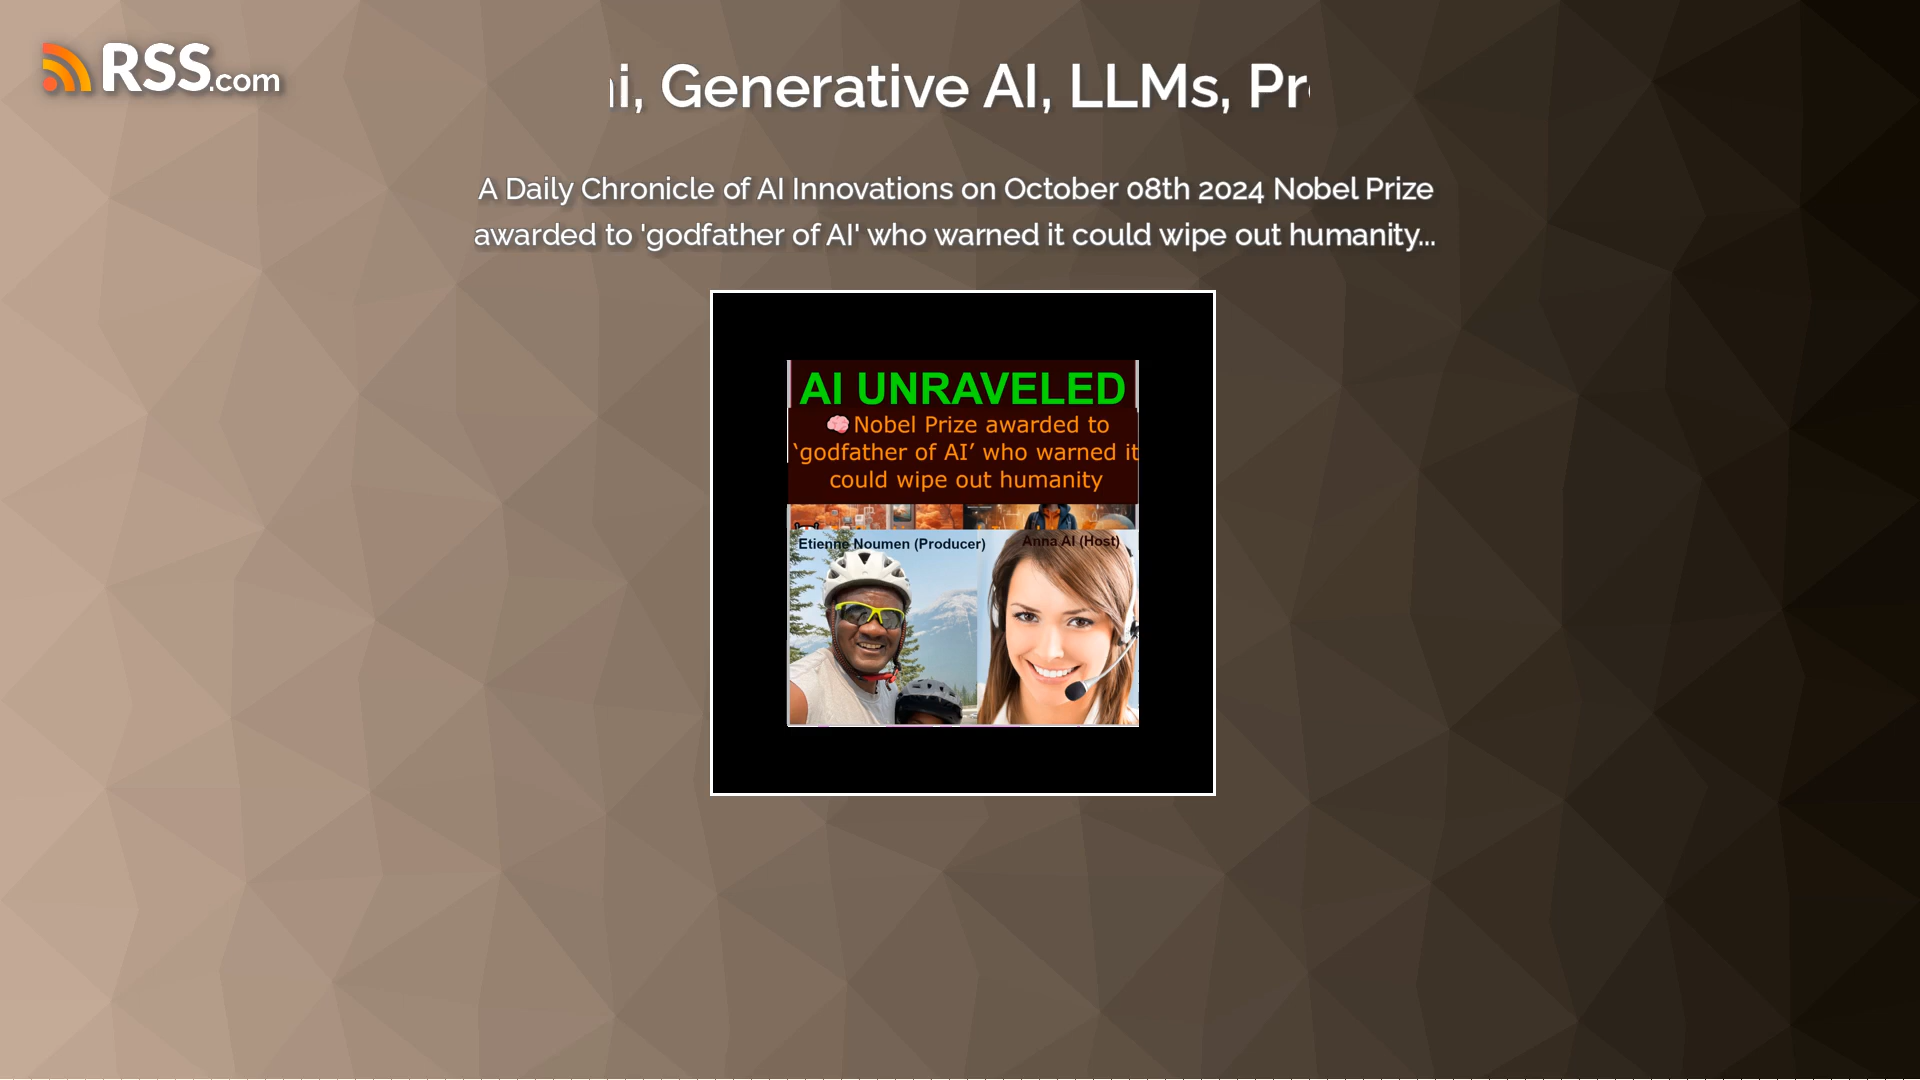 RSS.com
i, Generative AI, LLMs,
A Daily Chronicle of AI Innovations on October 08th 2024 Nobel Prize
awarded to 'godfather of AI' who warned it could wipe out humanity...
AI UNRAVELED
🧠 Nobel Prize awarded to
‘godfather of AI’ who warned it
could wipe out humanity
Etienne Noumen (Producer)
Anna AI (Host)